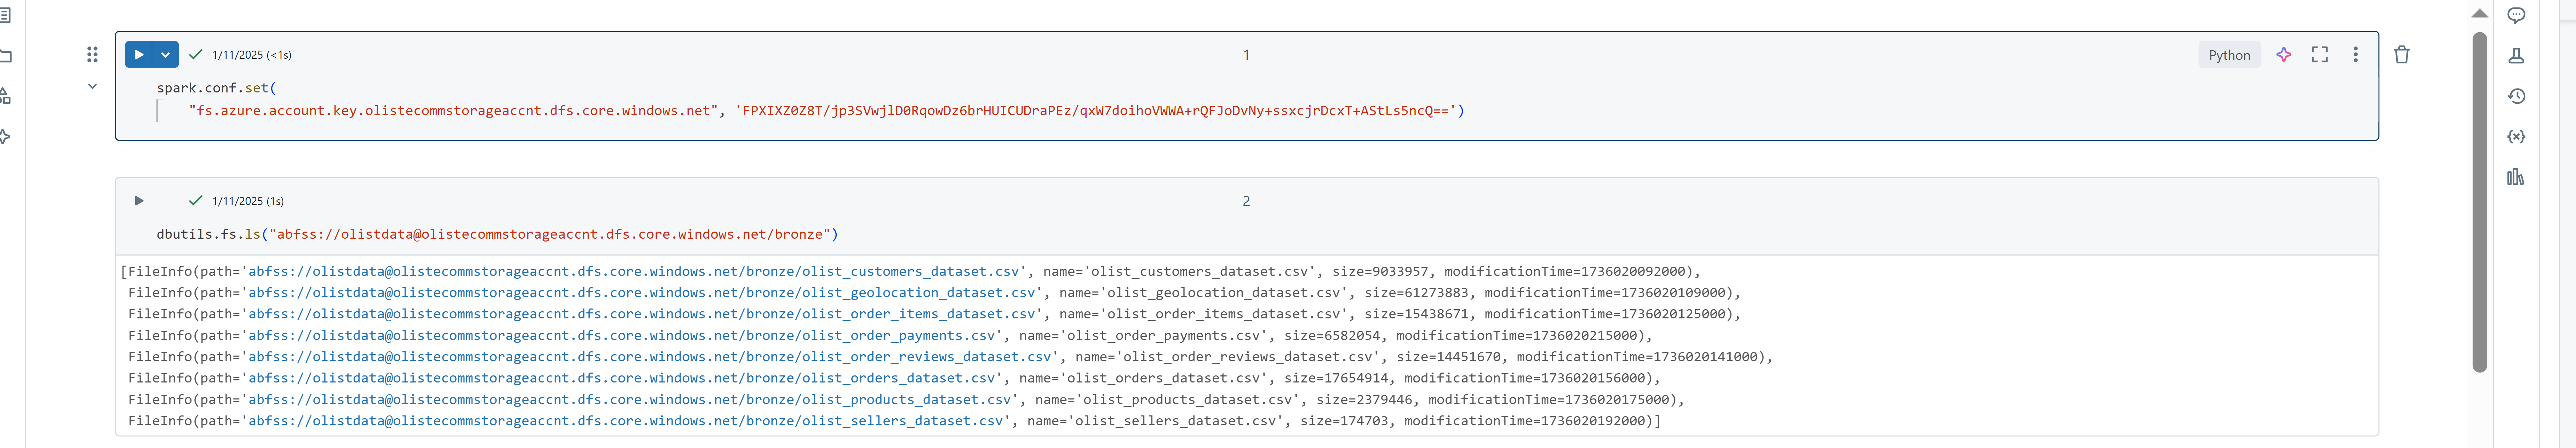 1/11/2025 (<1s)
1
Python
spark.conf.set(
"fs.azure.account.key.olistecommstorageaccnt.dfs.core.windows.net", 'FPXIXZ0Z8T/jp3SVwjlD0RqowDz6brHUICUDraPEz/qxW7doihoVWWA+rQFJoDvNy+ssxcjrDcxT+AStLs5ncQ==')
1/11/2025 (1s)
2
dbutils.fs.ls("abfss://olistdata@olistecommstorageaccnt.dfs.core.windows.net/bronze")
[FileInfo(path='abfss://olistdata@olistecommstorageaccnt.dfs.core.windows.net/bronze/olist_customers_dataset.csv', name='olist_customers_dataset.csv', size=9033957, modificationTime=1736020092000),
FileInfo(path='abfss://olistdata@olistecommstorageaccnt.dfs.core.windows.net/bronze/olist_geolocation_dataset.csv', name='olist_geolocation_dataset.csv', size=61273883, modificationTime=1736020109000),
FileInfo(path='abfss://olistdata@olistecommstorageaccnt.dfs.core.windows.net/bronze/olist_order_items_dataset.csv', name='olist_order_items_dataset.csv', size=15438671, modificationTime=1736020125000),
FileInfo(path='abfss://olistdata@olistecommstorageaccnt.dfs.core.windows.net/bronze/olist_order_payments.csv', name='olist_order_payments.csv', size=6582054, modificationTime=1736020215000),
FileInfo(path='abfss://olistdata@olistecommstorageaccnt.dfs.core.windows.net/bronze/olist_order_reviews_dataset.csv', name='olist_order_reviews_dataset.csv', size=14451670, modificationTime=1736020141000),
FileInfo(path='abfss://olistdata@olistecommstorageaccnt.dfs.core.windows.net/bronze/olist_orders_dataset.csv', name='olist_orders_dataset.csv', size=17654914, modificationTime=1736020156000),
FileInfo(path='abfss://olistdata@olistecommstorageaccnt.dfs.core.windows.net/bronze/olist_products_dataset.csv', name='olist_products_dataset.csv', size=2379446, modificationTime=1736020175000),
FileInfo(path='abfss://olistdata@olistecommstorageaccnt.dfs.core.windows.net/bronze/olist_sellers_dataset.csv', name='olist_sellers_dataset.csv', size=174703, modificationTime=1736020192000)]